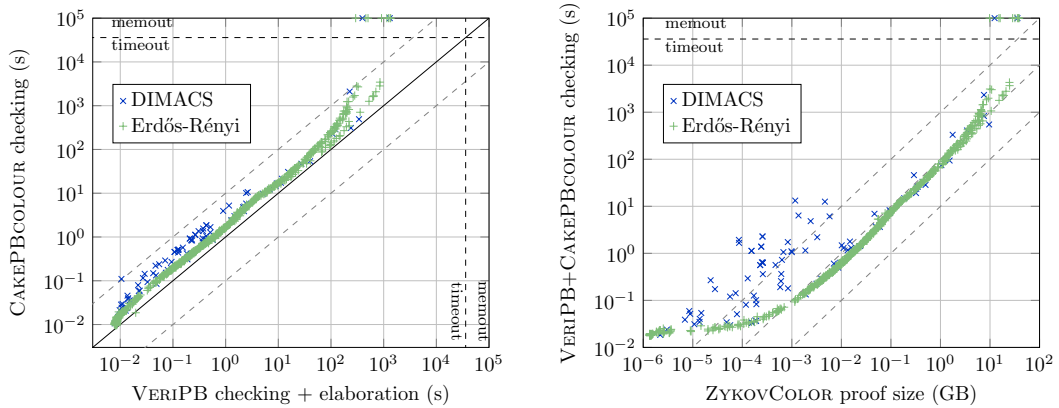 10^5
10^4
10^3
10^2
10^1
10^0
10^−1
10^−2
CAKEPBCOLOUR checking (s)
memout
timeout
× DIMACS
+ Erdős-Rényi
timeout
memout
10^−2 10^−1 10^0 10^1 10^2 10^3 10^4 10^5
VERIPB checking + elaboration (s)
10^5
10^4
10^3
10^2
10^1
10^0
10^−1
10^−2
VERIPB+CAKEPBCOLOUR checking (s)
memout
timeout
× DIMACS
+ Erdős-Rényi
10^−6 10^−5 10^−4 10^−3 10^−2 10^−1 10^0 10^1 10^2
ZYKOVCOLOR proof size (GB)